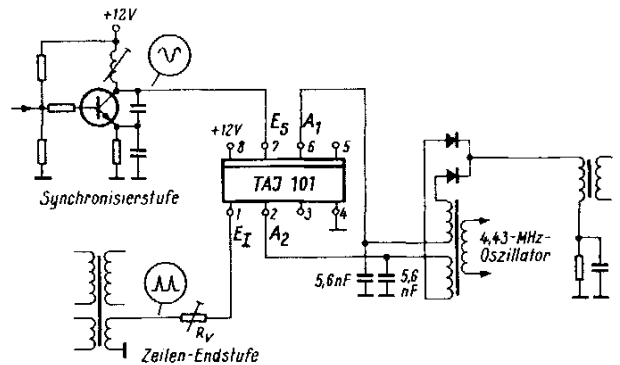 +12V
E5 A1
+12V
8 7 6 5
TAJ 101
1 2 3 4
EI A2
Synchronisierstufe
4,43-MHz-
Oszillator
5,6nF 5,6
nF
RV
Zeilen-Endstufe